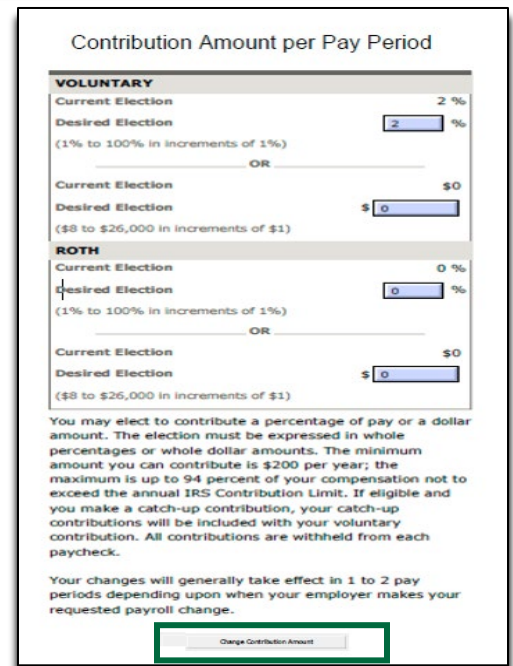 Contribution Amount per Pay Period
VOLUNTARY
Current Election 2 %
Desired Election 2 %
(1% to 100% in increments of 1%)
OR
Current Election $0
Desired Election $ 0
($8 to $26,000 in increments of $1)
ROTH
Current Election 0 %
Desired Election 0 %
(1% to 100% in increments of 1%)
OR
Current Election $0
Desired Election $ 0
($8 to $26,000 in increments of $1)
You may elect to contribute a percentage of pay or a dollar
amount. The election must be expressed in whole
percentages or whole dollar amounts. The minimum
amount you can contribute is $200 per year; the
maximum is up to 94 percent of your compensation not to
exceed the annual IRS Contribution Limit. If eligible and
you make a catch-up contribution, your catch-up
contributions will be included with your voluntary
contribution. All contributions are withheld from each
paycheck.
Your changes will generally take effect in 1 to 2 pay
periods depending upon when your employer makes your
requested payroll change.
Change Contribution Amount